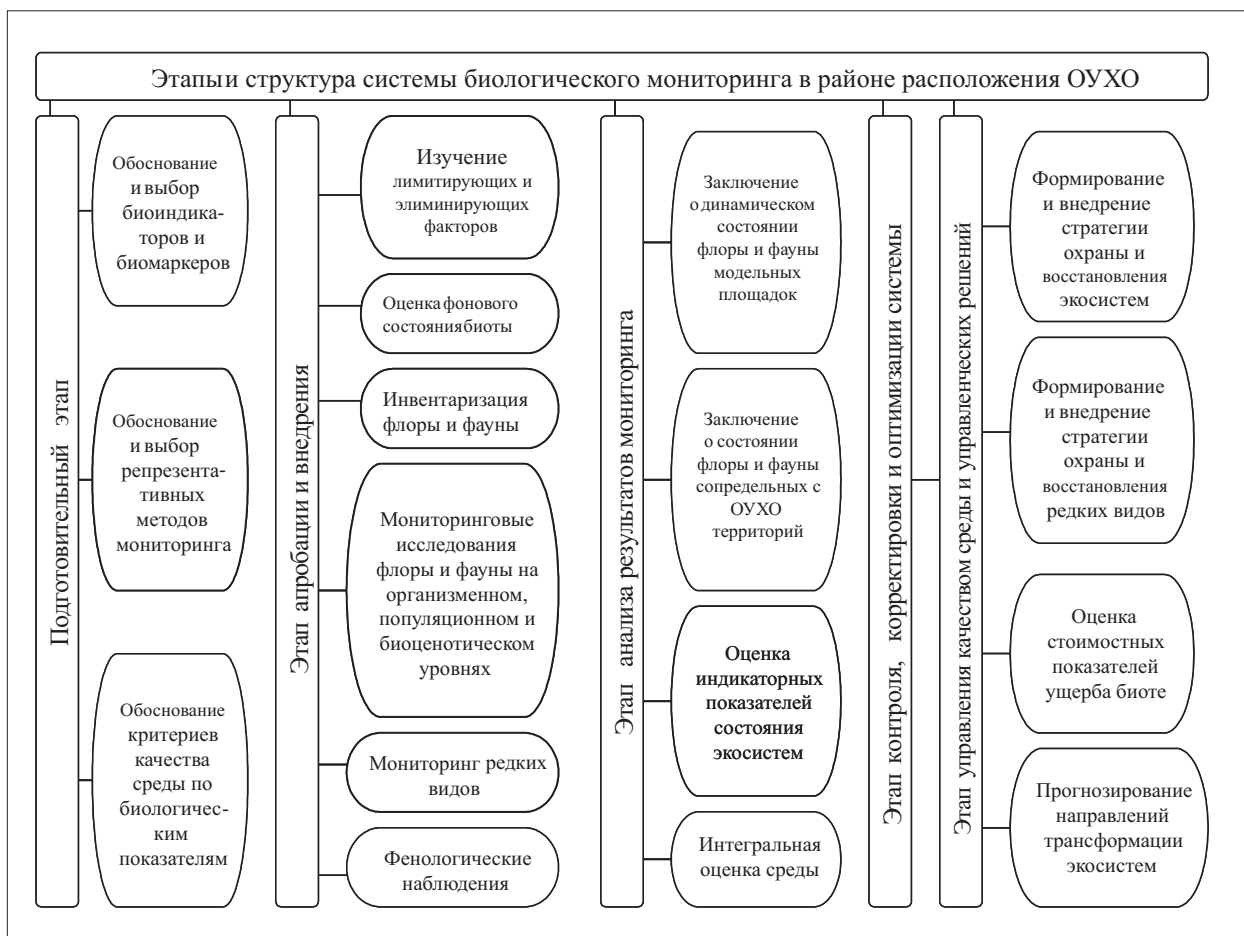 Этапы и структура системы биологического мониторинга в районе расположения ОУХО
Подготовительный этап
Обоснование
и выбор
биоиндика-
торов и
биомаркеров
Обоснование
и выбор
репрезента-
тивных
методов
мониторинга
Обоснование
критериев
качества
среды по
биологичес-
ким
показателям
Этап апробации и внедрения
Изучение
лимитирующих и
элиминирующих
факторов
Оценка фонового
состояния биоты
Инвентаризация
флоры и фауны
Мониторинговые
исследования
флоры и фауны на
организменном,
популяционном и
биоценотическом
уровнях
Мониторинг редких
видов
Фенологические
наблюдения
Этап анализа результатов мониторинга
Заключение
о динамическом
состоянии
флоры и фауны
модельных
площадок
Заключение
о состоянии
флоры и фауны
сопредельных с
ОУХО
территорий
Оценка
индикаторных
показателей
состояния
экосистем
Интегральная
оценка среды
Этап контроля, корректировки и оптимизации системы
Этап управления качеством среды и управленческих решений
Формирование
и внедрение
стратегии
охраны и
восстановления
экосистем
Формирование
и внедрение
стратегии
охраны и
восстановления
редких видов
Оценка
стоимостных
показателей
ущерба биоте
Прогнозирование
направлений
трансформации
экосистем